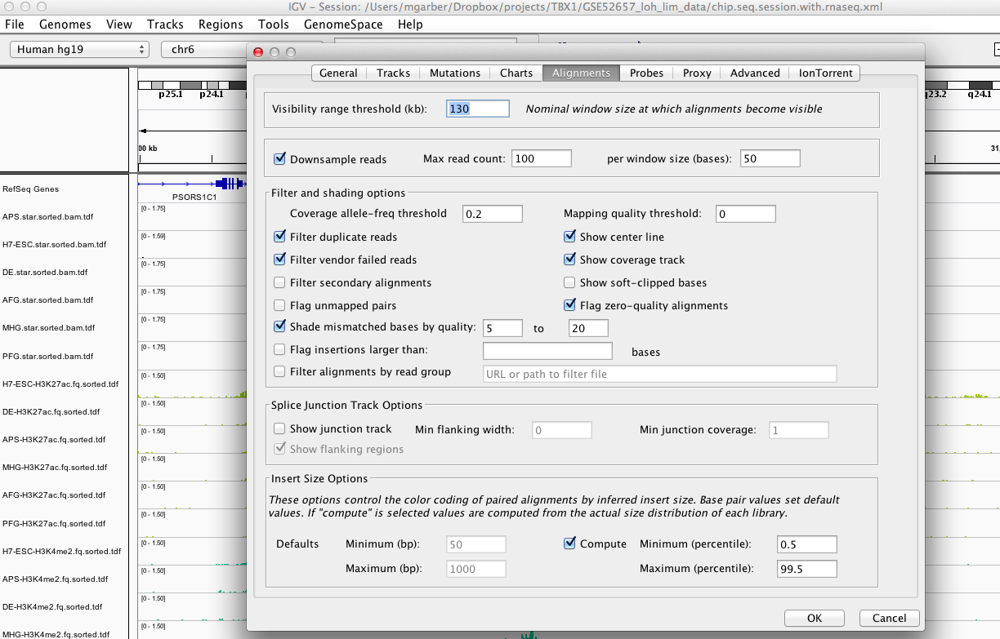 IGV - Session: /Users/mgarber/Dropbox/projects/TBX1/GSE52657_loh_lim_data/chip.seq.session.with.rnaseq.xml
File Genomes View Tracks Regions Tools GenomeSpace Help
Human hg19 chr6
General Tracks Mutations Charts Alignments Probes Proxy Advanced IonTorrent
p25.1 p24.1 q23.2 q24.1
Visibility range threshold (kb): 130 Nominal window size at which alignments become visible
00 kb 31,
Downsample reads Max read count: 100 per window size (bases): 50
RefSeq Genes
PSORS1C1
Filter and shading options
Coverage allele-freq threshold 0.2 Mapping quality threshold: 0
Filter duplicate reads Show center line
Filter vendor failed reads Show coverage track
Filter secondary alignments Show soft-clipped bases
Flag unmapped pairs Flag zero-quality alignments
Shade mismatched bases by quality: 5 to 20
Flag insertions larger than: bases
Filter alignments by read group URL or path to filter file
Splice Junction Track Options
Show junction track Min flanking width: 0 Min junction coverage: 1
Show flanking regions
Insert Size Options
These options control the color coding of paired alignments by inferred insert size. Base pair values set default
values. If "compute" is selected values are computed from the actual size distribution of each library.
Defaults Minimum (bp): 50 Compute Minimum (percentile): 0.5
Maximum (bp): 1000 Maximum (percentile): 99.5
OK Cancel
[0 - 1.75]
APS.star.sorted.bam.tdf
[0 - 1.59]
H7-ESC.star.sorted.bam.tdf
[0 - 1.75]
DE.star.sorted.bam.tdf
[0 - 1.75]
AFG.star.sorted.bam.tdf
[0 - 1.75]
MHG.star.sorted.bam.tdf
[0 - 1.75]
PFG.star.sorted.bam.tdf
[0 - 1.50]
H7-ESC-H3K27ac.fq.sorted.tdf
[0 - 1.50]
DE-H3K27ac.fq.sorted.tdf
[0 - 1.50]
APS-H3K27ac.fq.sorted.tdf
[0 - 1.50]
MHG-H3K27ac.fq.sorted.tdf
[0 - 1.50]
AFG-H3K27ac.fq.sorted.tdf
[0 - 1.50]
PFG-H3K27ac.fq.sorted.tdf
[0 - 1.50]
H7-ESC-H3K4me2.fq.sorted.tdf
[0 - 1.50]
APS-H3K4me2.fq.sorted.tdf
[0 - 1.50]
DE-H3K4me2.fq.sorted.tdf
[0 - 1.50]
MHG-H3K4me2.fq.sorted.tdf